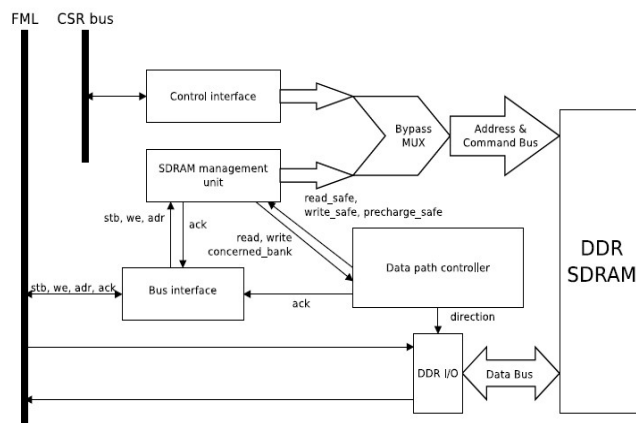 FML
CSR bus
Control interface
Bypass
MUX
Address &
Command Bus
SDRAM management
unit
read_safe,
write_safe, precharge_safe
stb, we, adr
ack
read, write
concerned_bank
DDR
SDRAM
Data path controller
Bus interface
stb, we, adr, ack
ack
direction
DDR I/O
Data Bus